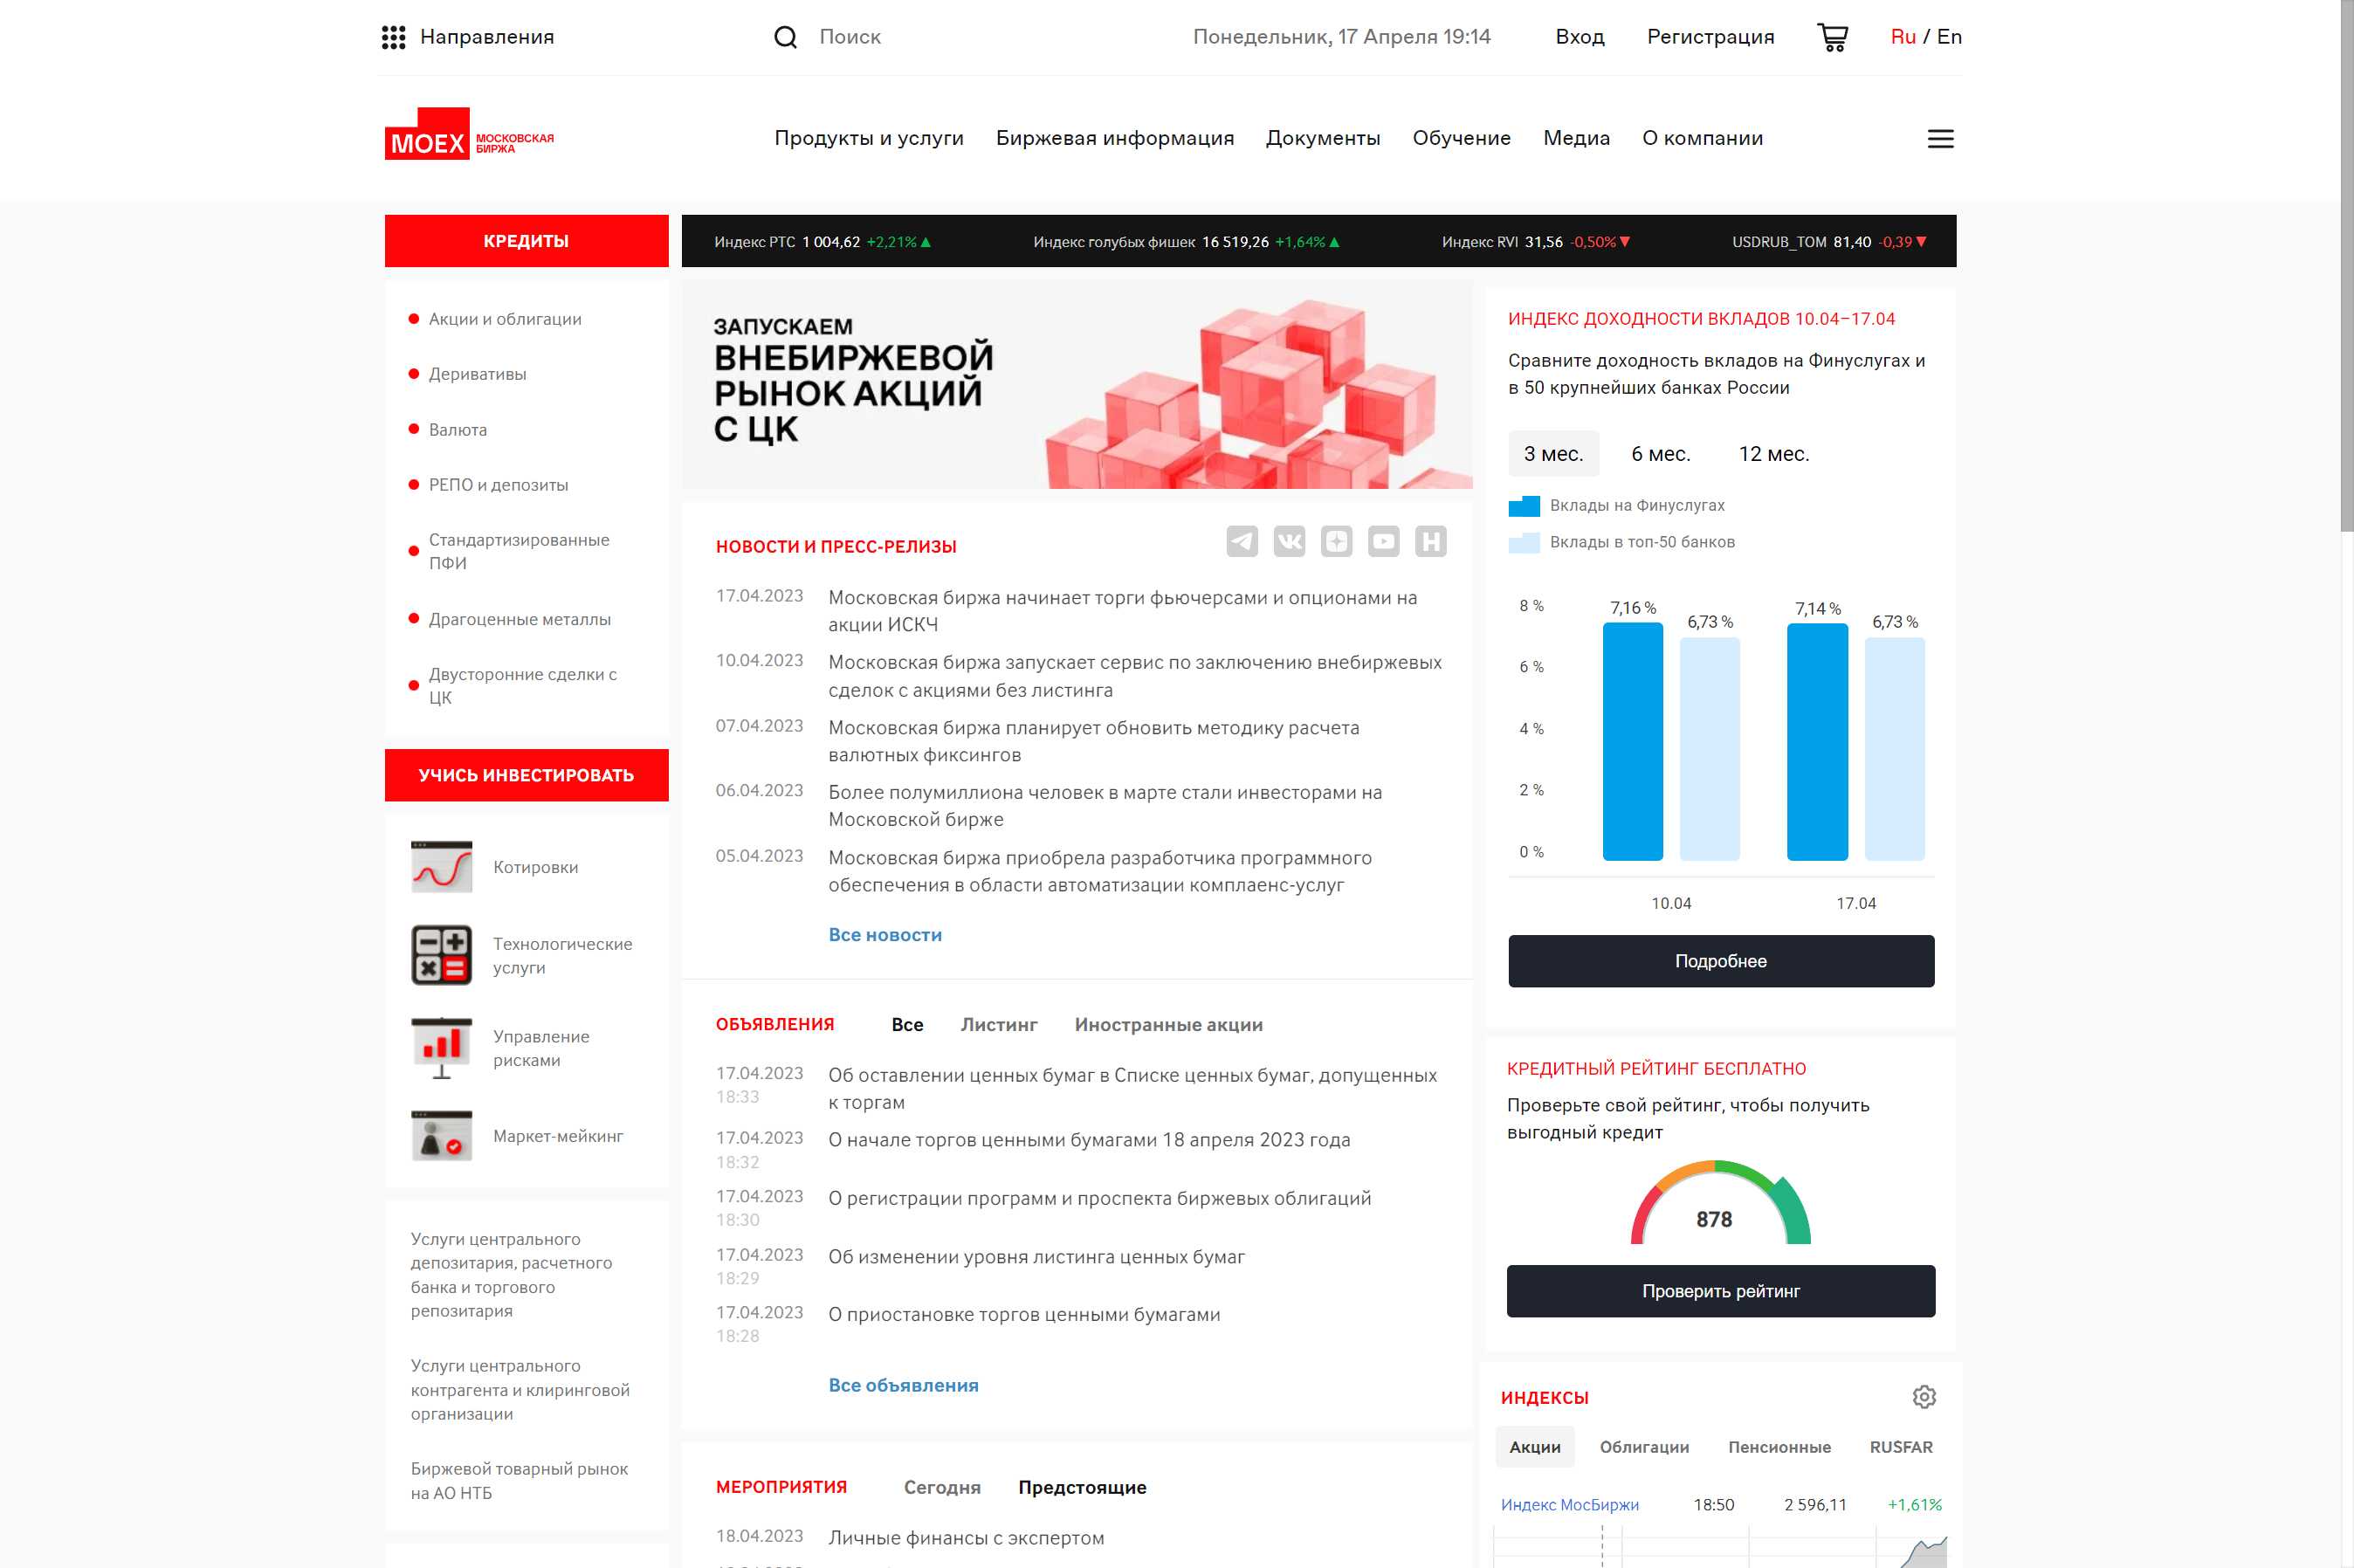 Направления
Поиск
Понедельник, 17 Апреля 19:14
Вход
Регистрация
Ru / En
MOEX МОСКОВСКАЯ
БИРЖА
Продукты и услуги
Биржевая информация
Документы
Обучение
Медиа
О компании
КРЕДИТЫ
Индекс РТС 1 004,62 +2,21%
Индекс голубых фишек 16 519,26 +1,64%
Индекс RVI 31,56 -0,50%
USDRUB_TOM 81,40 -0,39
Акции и облигации
Деривативы
Валюта
РЕПО и депозиты
Стандартизированные
ПФИ
Драгоценные металлы
Двусторонние сделки с
ЦК
УЧИСЬ ИНВЕСТИРОВАТЬ
Котировки
Технологические
услуги
Управление
рисками
Маркет-мейкинг
Услуги центрального
депозитария, расчетного
банка и торгового
репозитария
Услуги центрального
контрагента и клиринговой
организации
Биржевой товарный рынок
на АО НТБ
ЗАПУСКАЕМ
ВНЕБИРЖЕВОЙ
РЫНОК АКЦИЙ
С ЦК
НОВОСТИ И ПРЕСС-РЕЛИЗЫ
17.04.2023 Московская биржа начинает торги фьючерсами и опционами на
акции ИСКЧ
10.04.2023 Московская биржа запускает сервис по заключению внебиржевых
сделок с акциями без листинга
07.04.2023 Московская биржа планирует обновить методику расчета
валютных фиксингов
06.04.2023 Более полумиллиона человек в марте стали инвесторами на
Московской бирже
05.04.2023 Московская биржа приобрела разработчика программного
обеспечения в области автоматизации комплаенс-услуг
Все новости
ОБЪЯВЛЕНИЯ Все Листинг Иностранные акции
17.04.2023 Об оставлении ценных бумаг в Списке ценных бумаг, допущенных
18:33 к торгам
17.04.2023 О начале торгов ценными бумагами 18 апреля 2023 года
18:32
17.04.2023 О регистрации программ и проспекта биржевых облигаций
18:30
17.04.2023 Об изменении уровня листинга ценных бумаг
18:29
17.04.2023 О приостановке торгов ценными бумагами
18:28
Все объявления
МЕРОПРИЯТИЯ Сегодня Предстоящие
18.04.2023 Личные финансы с экспертом
ИНДЕКС ДОХОДНОСТИ ВКЛАДОВ 10.04–17.04
Сравните доходность вкладов на Финуслугах и
в 50 крупнейших банках России
3 мес. 6 мес. 12 мес.
Вклады на Финуслугах
Вклады в топ-50 банков
8 %
6 %
4 %
2 %
0 %
7,16 % 6,73 % 7,14 % 6,73 %
10.04 17.04
Подробнее
КРЕДИТНЫЙ РЕЙТИНГ БЕСПЛАТНО
Проверьте свой рейтинг, чтобы получить
выгодный кредит
878
Проверить рейтинг
ИНДЕКСЫ
Акции Облигации Пенсионные RUSFAR
Индекс МосБиржи 18:50 2 596,11 +1,61%